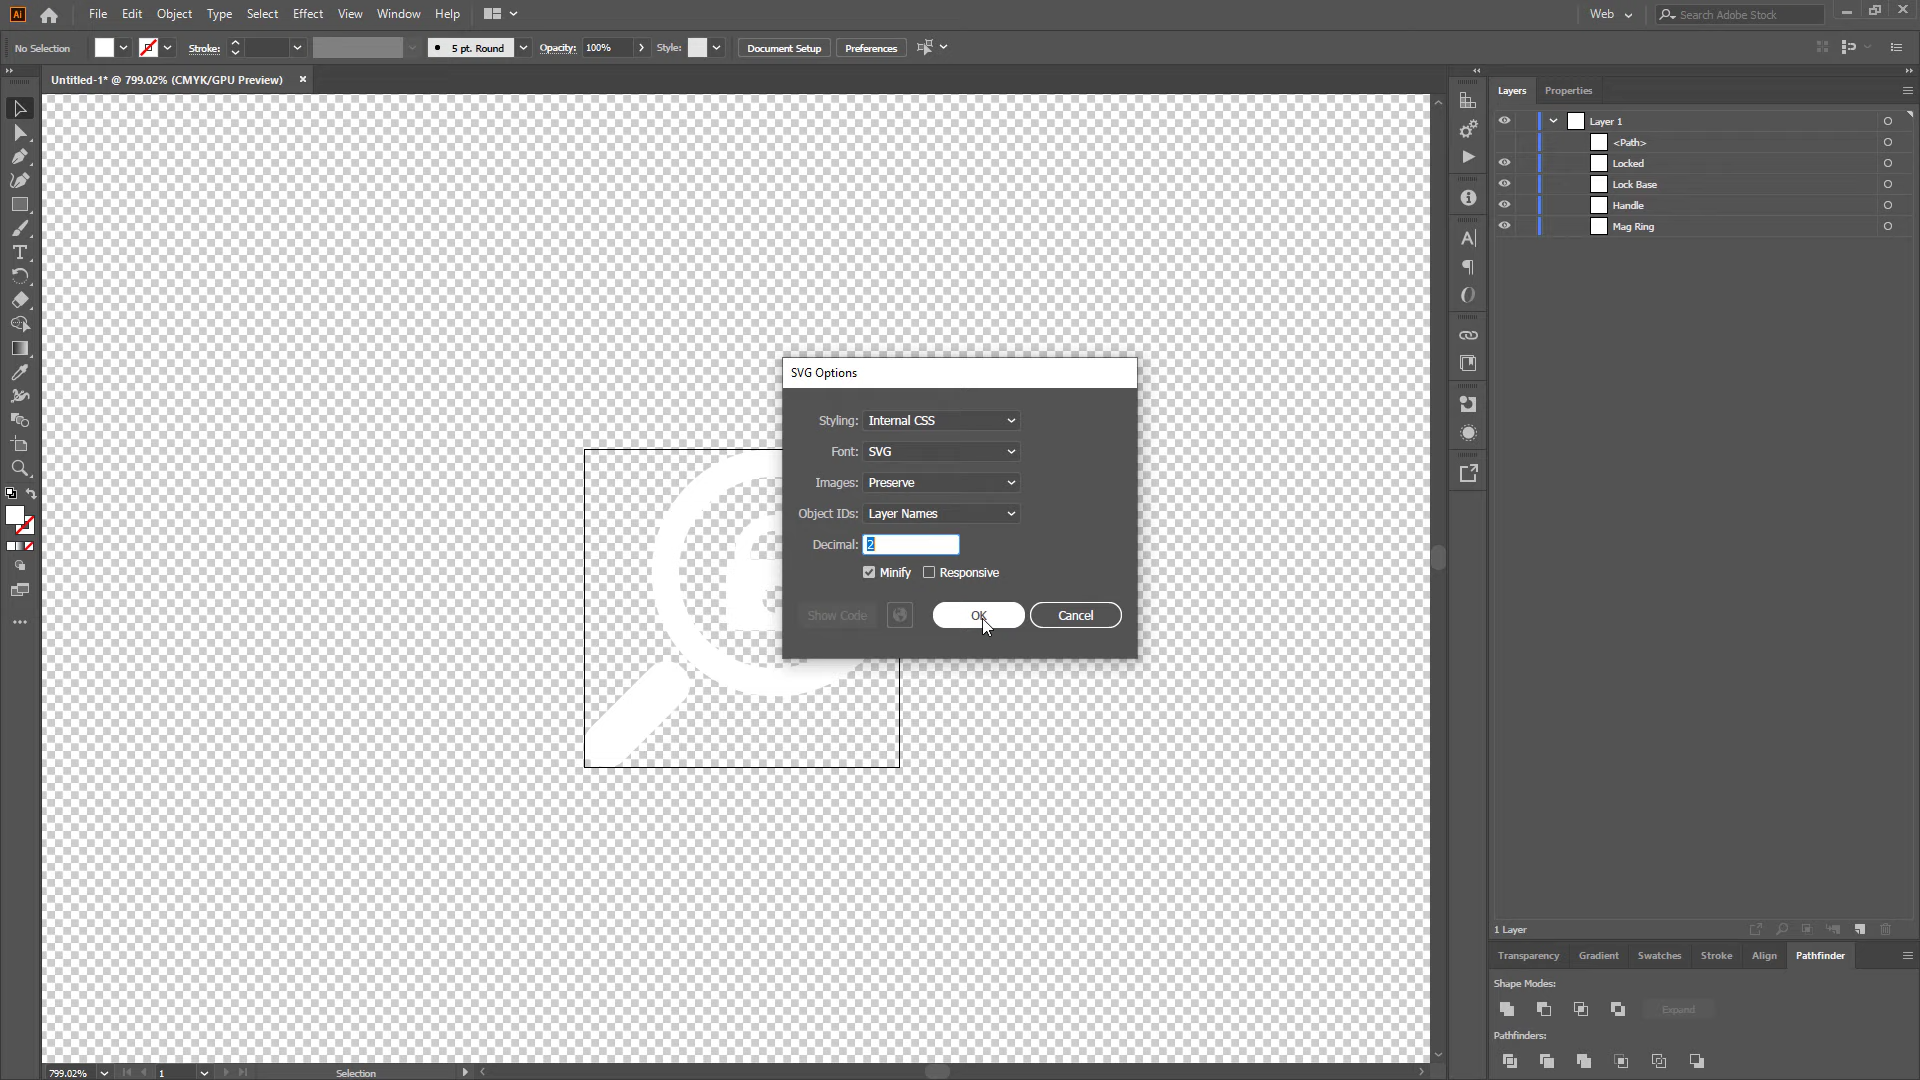 Ai File Edit Object Type Select Effect View Window Help Web Search Adobe Stock
No Selection Stroke: 5 pt. Round Opacity: 100% Style: Document Setup Preferences
Untitled-1* @ 799.02% (CMYK/GPU Preview) ×
Layers Properties
Layer 1
<Path>
Locked
Lock Base
Handle
Mag Ring
SVG Options
Styling: Internal CSS
Font: SVG
Images: Preserve
Object IDs: Layer Names
Decimal: 2
Minify Responsive
Show Code OK Cancel
1 Layer
Transparency Gradient Swatches Stroke Align Pathfinder
Shape Modes:
Expand
Pathfinders:
799.02% 1 Selection